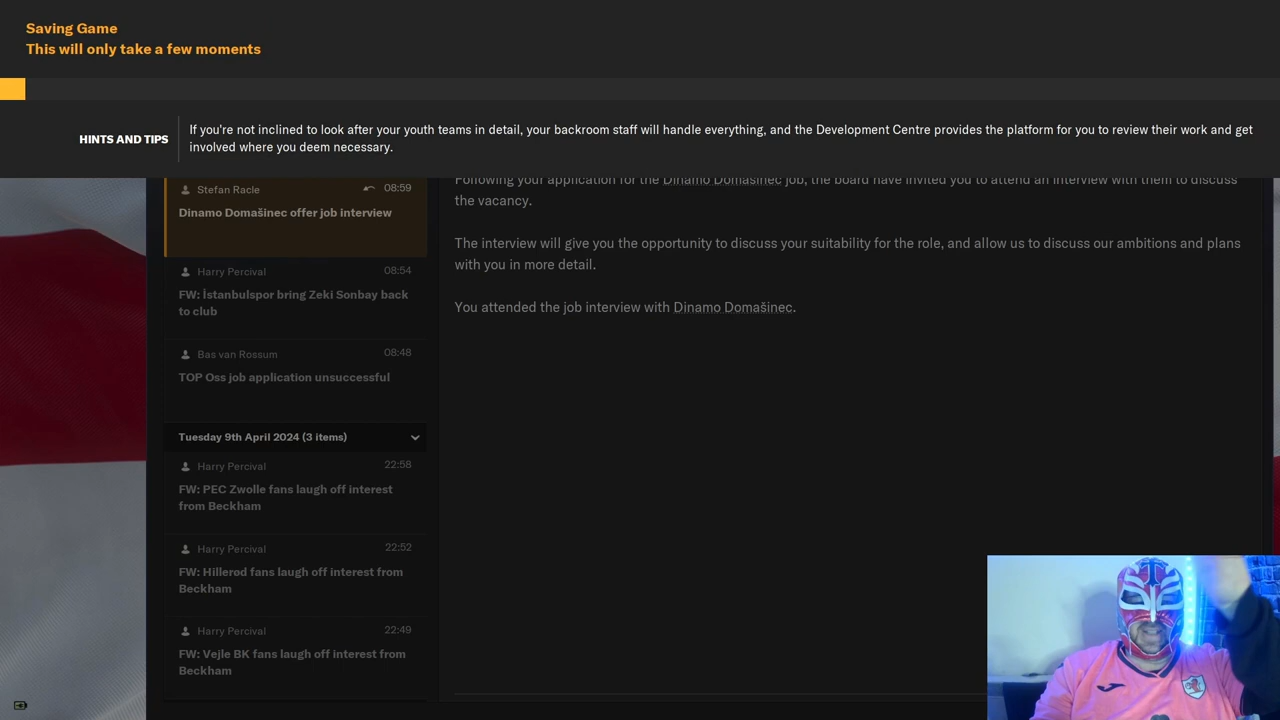 Saving Game
This will only take a few moments
HINTS AND TIPS
If you're not inclined to look after your youth teams in detail, your backroom staff will handle everything, and the Development Centre provides the platform for you to review their work and get
involved where you deem necessary.
Stefan Racle 08:59
Dinamo Domašinec offer job interview
Harry Percival 08:54
FW: İstanbulspor bring Zeki Sonbay back
to club
Bas van Rossum 08:48
TOP Oss job application unsuccessful
Tuesday 9th April 2024 (3 items)
Harry Percival 22:58
FW: PEC Zwolle fans laugh off interest
from Beckham
Harry Percival 22:52
FW: Hillerød fans laugh off interest from
Beckham
Harry Percival 22:49
FW: Vejle BK fans laugh off interest from
Beckham
Following your application for the Dinamo Domašinec job, the board have invited you to attend an interview with them to discuss
the vacancy.
The interview will give you the opportunity to discuss your suitability for the role, and allow us to discuss our ambitions and plans
with you in more detail.
You attended the job interview with Dinamo Domašinec.